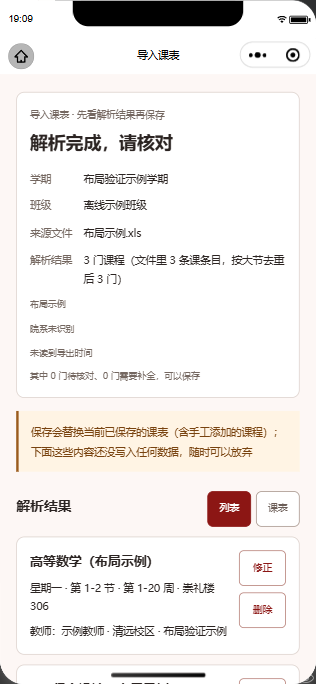 19:09
导入课表
导入课表 · 先看解析结果再保存
解析完成，请核对
学期 布局验证示例学期
班级 离线示例班级
来源文件 布局示例.xls
解析结果 3 门课程（文件里 3 条课条目，按大节去重
后 3 门）
布局示例
院系未识别
未读到导出时间
其中 0 门待核对、0 门需要补全，可以保存
保存会替换当前已保存的课表（含手工添加的课程）；
下面这些内容还没写入任何数据，随时可以放弃
解析结果
列表
课表
高等数学（布局示例）
修正
星期一 · 第 1-2 节 · 第 1-20 周 · 崇礼楼
306
删除
教师：示例教师 · 清远校区 · 布局验证示例